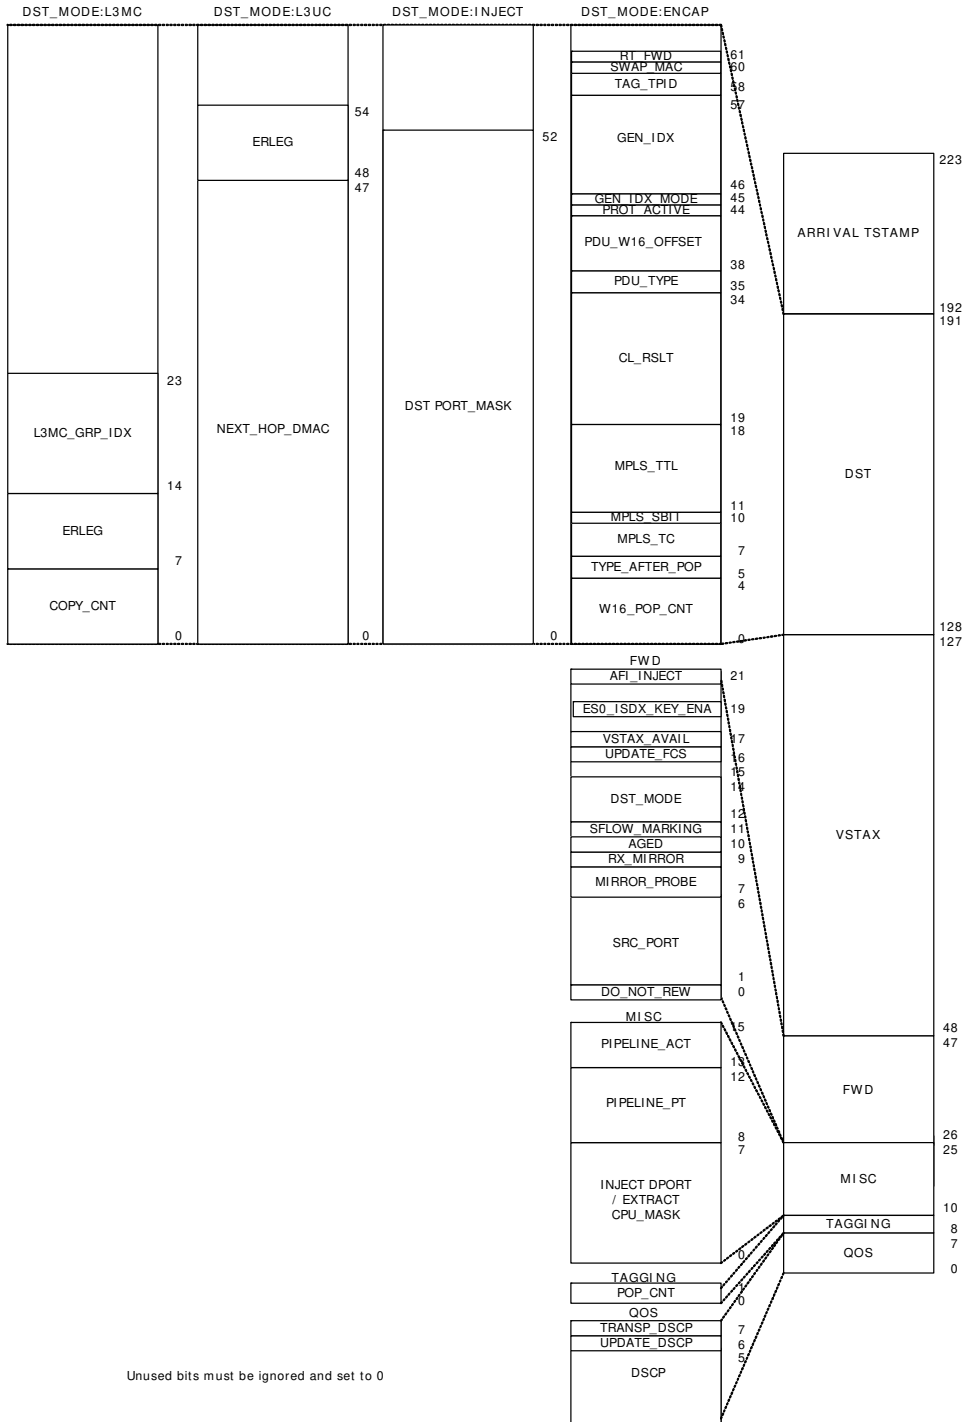 DST_MODE:L3MC DST_MODE:L3UC DST_MODE:INJECT DST_MODE:ENCAP
23
L3MC_GRP_IDX
14
ERLEG
7
COPY_CNT
0
54
ERLEG
48
47
NEXT_HOP_DMAC
0
52
DST PORT_MASK
0
RT_FWD 61
SWAP_MAC 60
TAG_TPID 58
57
GEN_IDX
46
GEN_IDX_MODE 45
PROT_ACTIVE 44
PDU_W16_OFFSET
38
PDU_TYPE 35
34
CL_RSLT
19
18
MPLS_TTL
11
MPLS_SBIT 10
MPLS_TC
7
TYPE_AFTER_POP 5
4
W16_POP_CNT
0
FWD
AFI_INJECT 21
ES0_ISDX_KEY_ENA 19
VSTAX_AVAIL 17
UPDATE_FCS 16
15
14
DST_MODE
12
SFLOW_MARKING 11
AGED 10
RX_MIRROR 9
MIRROR_PROBE 7
6
SRC_PORT
1
DO_NOT_REW 0
MISC
15
PIPELINE_ACT
13
12
PIPELINE_PT
8
7
INJECT DPORT
/ EXTRACT
CPU_MASK
0
TAGGING
POP_CNT 1
0
QOS
TRANSP_DSCP 7
UPDATE_DSCP 6
5
DSCP
223
ARRIVAL TSTAMP
192
191
DST
128
127
VSTAX
48
47
FWD
26
25
MISC
10
TAGGING 8
7
QOS
0
Unused bits must be ignored and set to 0